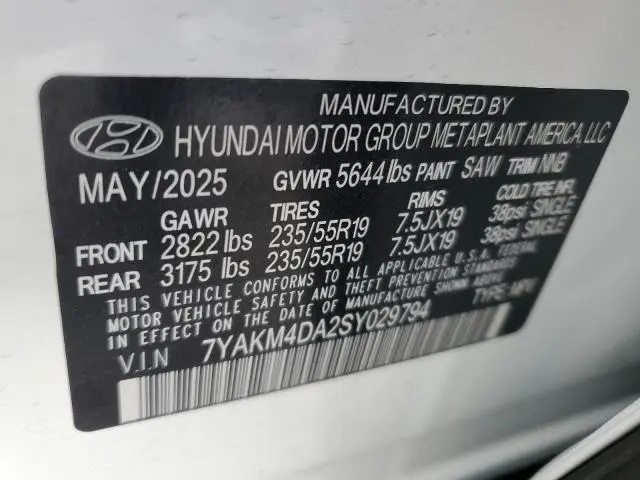 MANUFACTURED BY
HYUNDAI MOTOR GROUP METAPLANT AMERICA, LLC
MAY/2025 GVWR 5644 lbs PAINT SAW TRIM NNB
GAWR TIRES RIMS COLD TIRE INFL.
FRONT 2822 lbs 235/55R19 7.5JX19 38psi SINGLE
REAR 3175 lbs 235/55R19 7.5JX19 38psi SINGLE
THIS VEHICLE CONFORMS TO ALL APPLICABLE U.S.A. FEDERAL
MOTOR VEHICLE SAFETY AND THEFT PREVENTION STANDARDS
IN EFFECT ON THE DATE OF MANUFACTURE SHOWN ABOVE.
V.I.N 7YAKM4DA2SY029794 TYPE: MPV